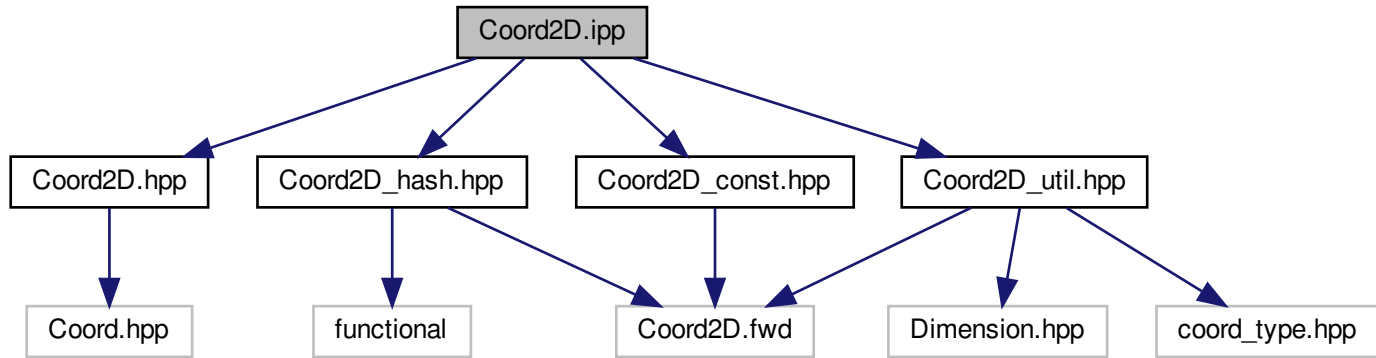 Coord2D.ipp
Coord2D.hpp
Coord2D_hash.hpp
Coord2D_const.hpp
Coord2D_util.hpp
Coord.hpp
functional
Coord2D.fwd
Dimension.hpp
coord_type.hpp